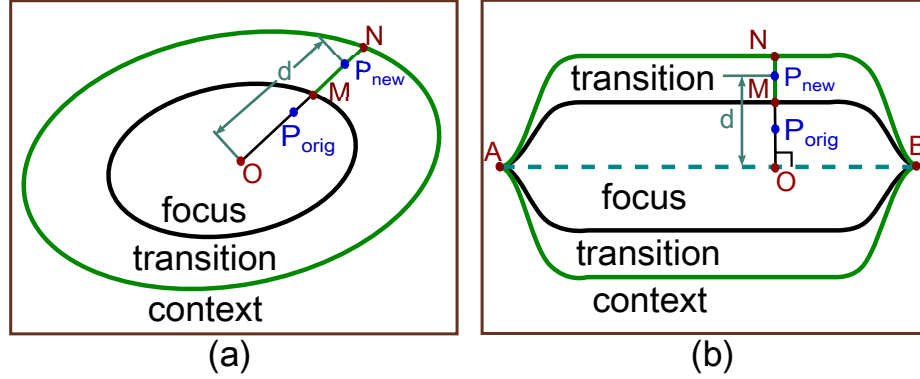 N
d
P_new
M
P_orig
O
focus
transition
context
(a)
N
transition
P_new
M
d
P_orig
A
B
O
focus
transition
context
(b)